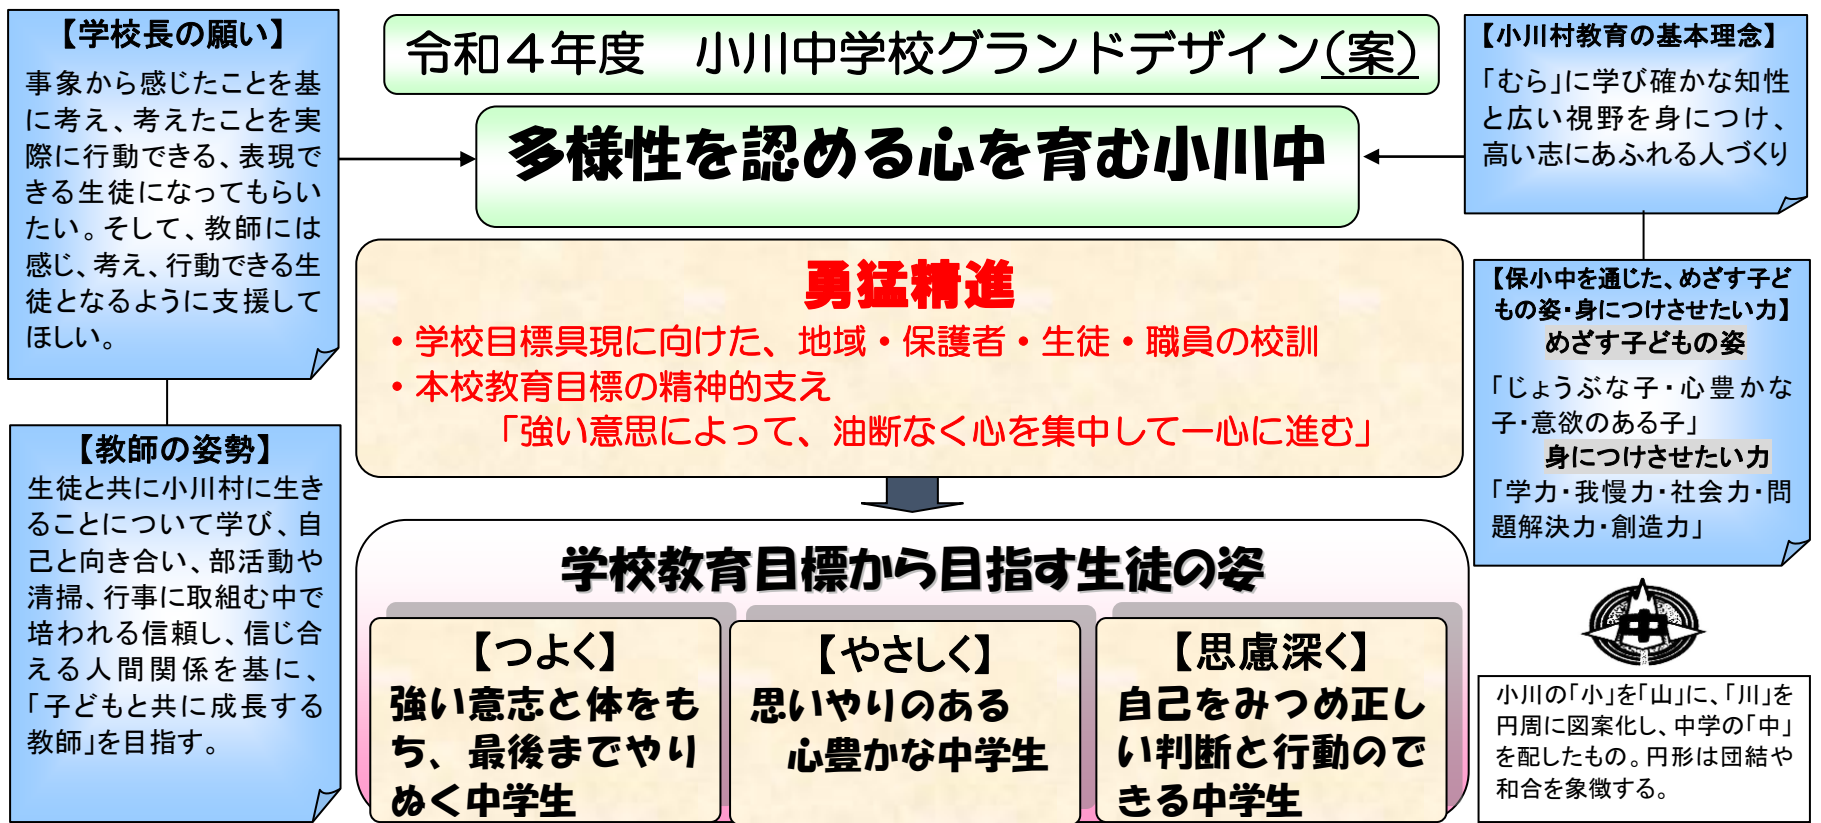 令和４年度　小川中学校グランドデザイン(案)
多様性を認める心を育む小川中
【学校長の願い】
事象から感じたことを基
に考え、考えたことを実
際に行動できる、表現で
きる生徒になってもらい
たい。そして、教師には
感じ、考え、行動できる生
徒となるように支援して
ほしい。
【教師の姿勢】
生徒と共に小川村に生き
ることについて学び、自
己と向き合い、部活動や
清掃、行事に取組む中で
培われる信頼し、信じ合
える人間関係を基に、
「子どもと共に成長する
教師」を目指す。
勇猛精進
・学校目標具現に向けた、地域・保護者・生徒・職員の校訓
・本校教育目標の精神的支え
「強い意思によって、油断なく心を集中して一心に進む」
学校教育目標から目指す生徒の姿
【つよく】
強い意志と体をも
ち、最後までやり
ぬく中学生
【やさしく】
思いやりのある
心豊かな中学生
【思慮深く】
自己をみつめ正し
い判断と行動ので
きる中学生
【小川村教育の基本理念】
「むら」に学び確かな知性
と広い視野を身につけ、
高い志にあふれる人づくり
【保小中を通じた、めざす子ど
もの姿・身につけさせたい力】
めざす子どもの姿
「じょうぶな子・心豊かな
子・意欲のある子」
身につけさせたい力
「学力・我慢力・社会力・問
題解決力・創造力」
中
小川の「小」を「山」に、「川」を
円周に図案化し、中学の「中」
を配したもの。円形は団結や
和合を象徴する。